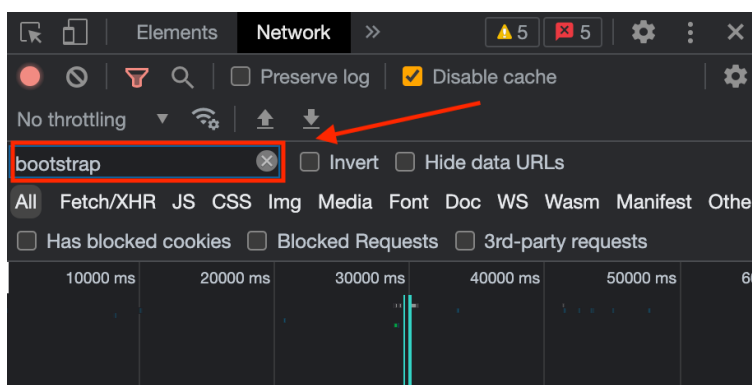 Elements Network » 5 5
Preserve log Disable cache
No throttling
bootstrap Invert Hide data URLs
All Fetch/XHR JS CSS Img Media Font Doc WS Wasm Manifest Othe
Has blocked cookies Blocked Requests 3rd-party requests
10000 ms 20000 ms 30000 ms 40000 ms 50000 ms 6